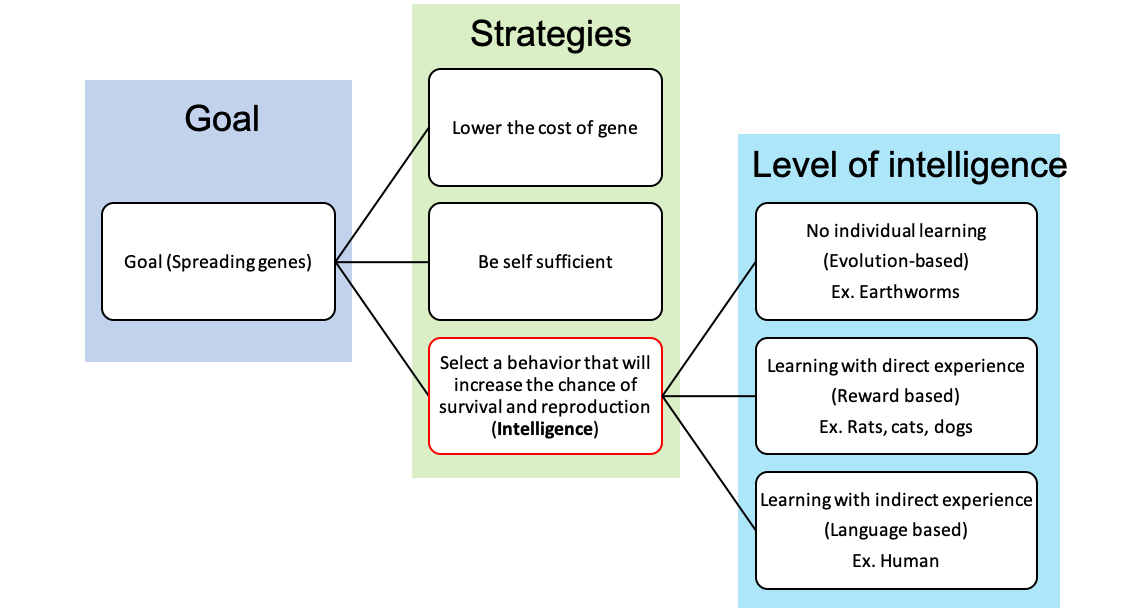 Goal
Goal (Spreading genes)
Strategies
Lower the cost of gene
Be self sufficient
Select a behavior that will
increase the chance of
survival and reproduction
(Intelligence)
Level of intelligence
No individual learning
(Evolution-based)
Ex. Earthworms
Learning with direct experience
(Reward based)
Ex. Rats, cats, dogs
Learning with indirect experience
(Language based)
Ex. Human